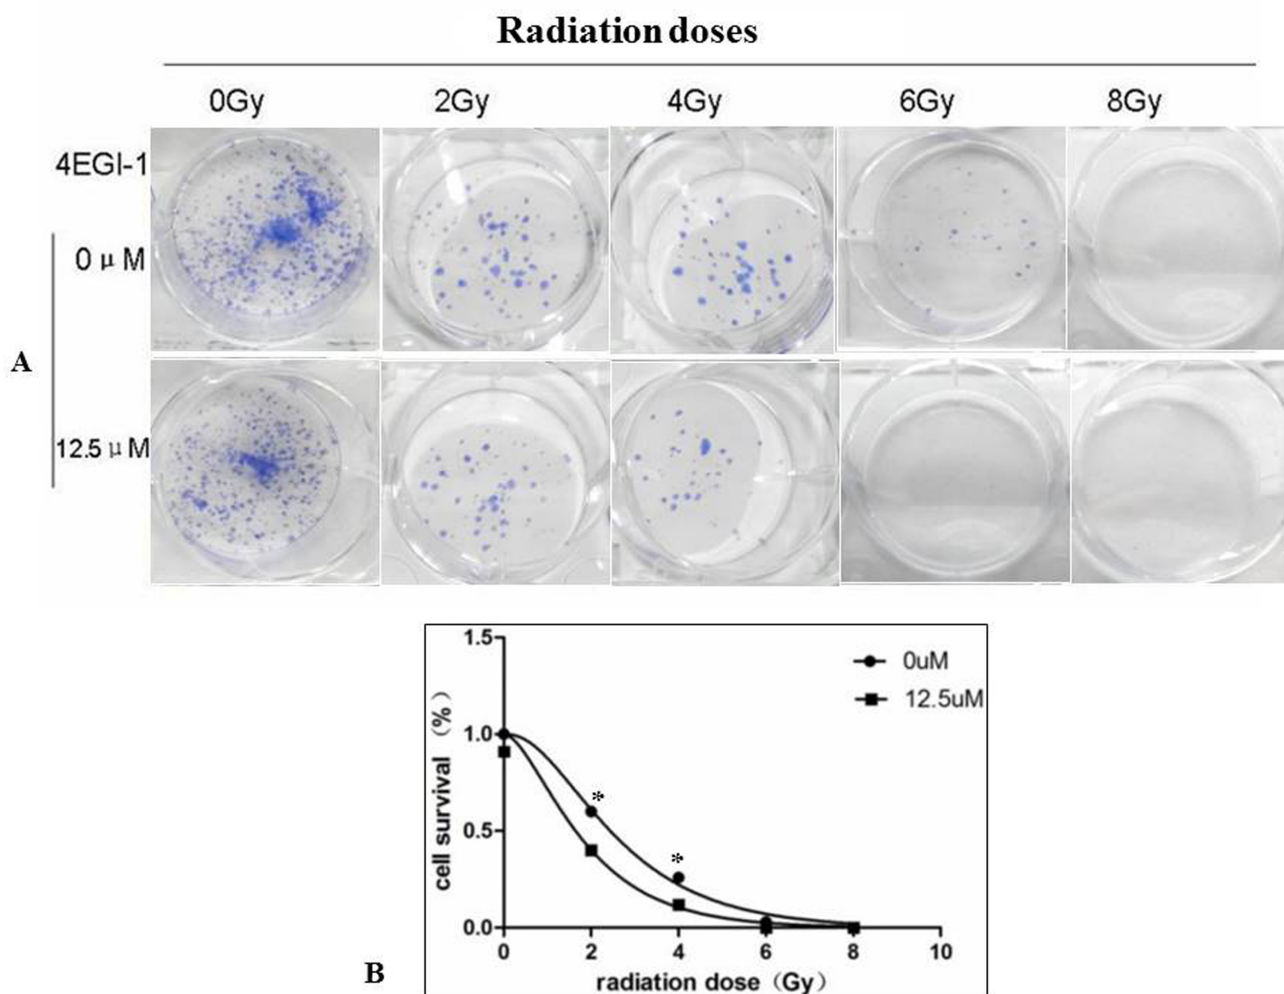 Radiation doses
0Gy 2Gy 4Gy 6Gy 8Gy
4EGI-1
0 μ M
A
12.5 μ M
1.5
1.0
0.5
0.0
cell survival （%）
0uM
12.5uM
*
*
0 2 4 6 8 10
radiation dose（Gy）
B